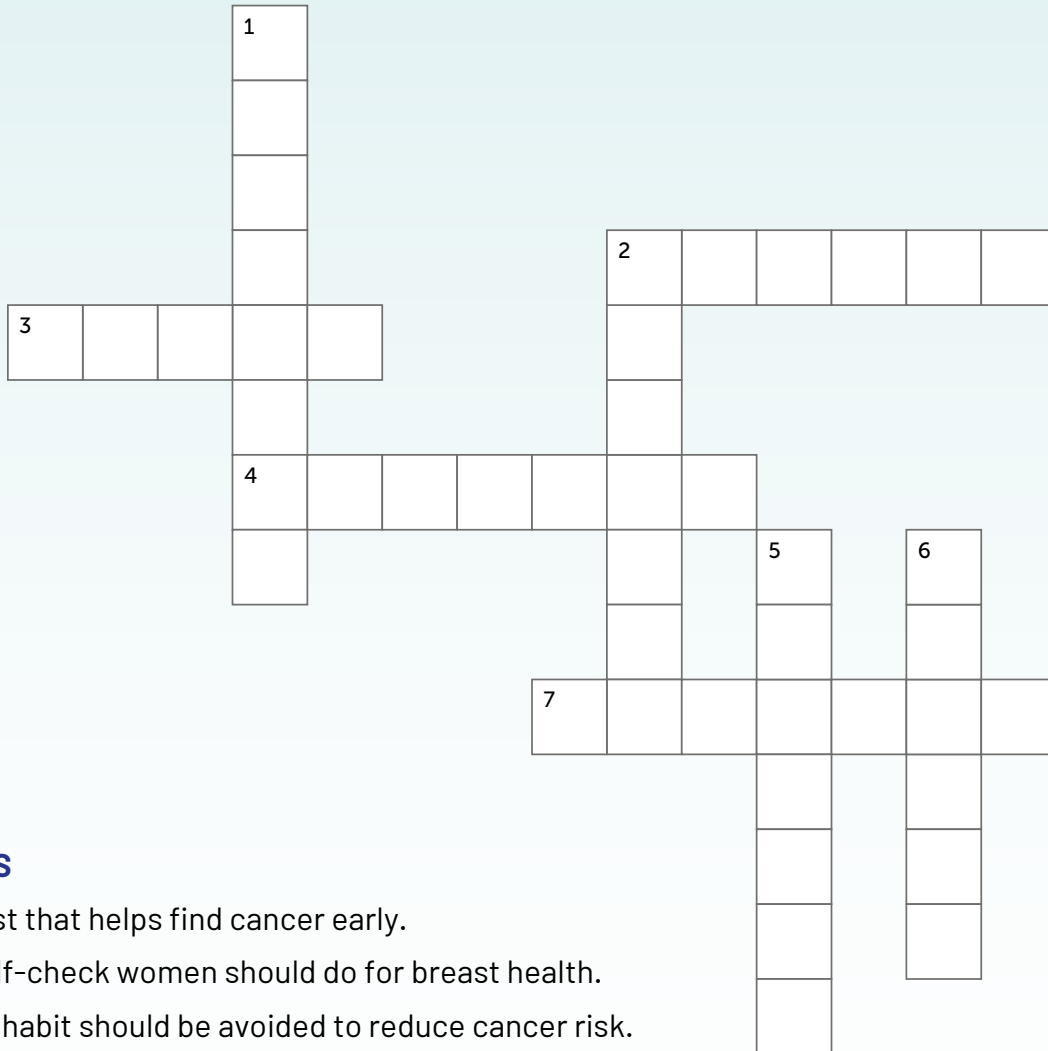 1
2
3
4
5
6
7
S
st that helps find cancer early.
lf-check women should do for breast health.
habit should be avoided to reduce cancer risk.